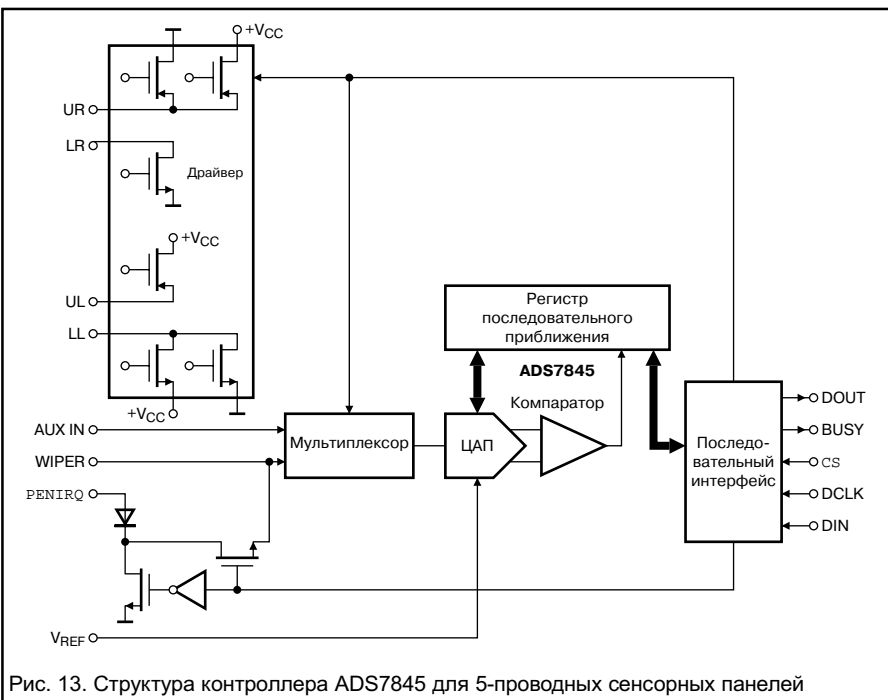 +VCC
UR
LR
Драйвер
+VCC
UL
LL
+VCC
Регистр
последовательного
приближения
ADS7845
Компаратор
AUX IN
WIPER
PENIRQ
Мультиплексор
ЦАП
Последо-
вательный
интерфейс
DOUT
BUSY
CS
DCLK
DIN
VREF
Рис. 13. Структура контроллера ADS7845 для 5-проводных сенсорных панелей